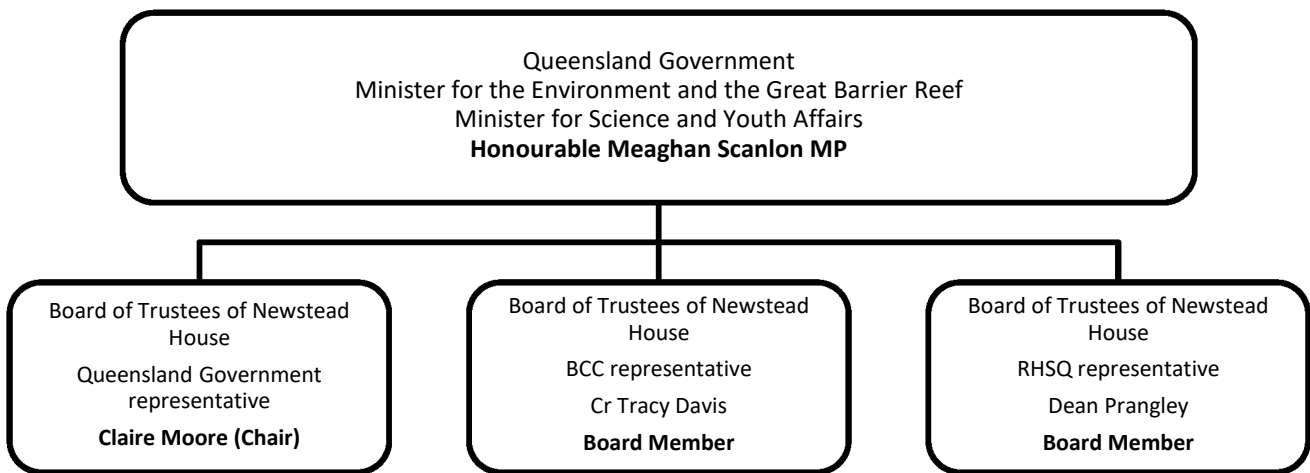 Queensland Government
Minister for the Environment and the Great Barrier Reef
Minister for Science and Youth Affairs
Honourable Meaghan Scanlon MP
Board of Trustees of Newstead
House
Queensland Government
representative
Claire Moore (Chair)
Board of Trustees of Newstead
House
BCC representative
Cr Tracy Davis
Board Member
Board of Trustees of Newstead
House
RHSQ representative
Dean Prangley
Board Member